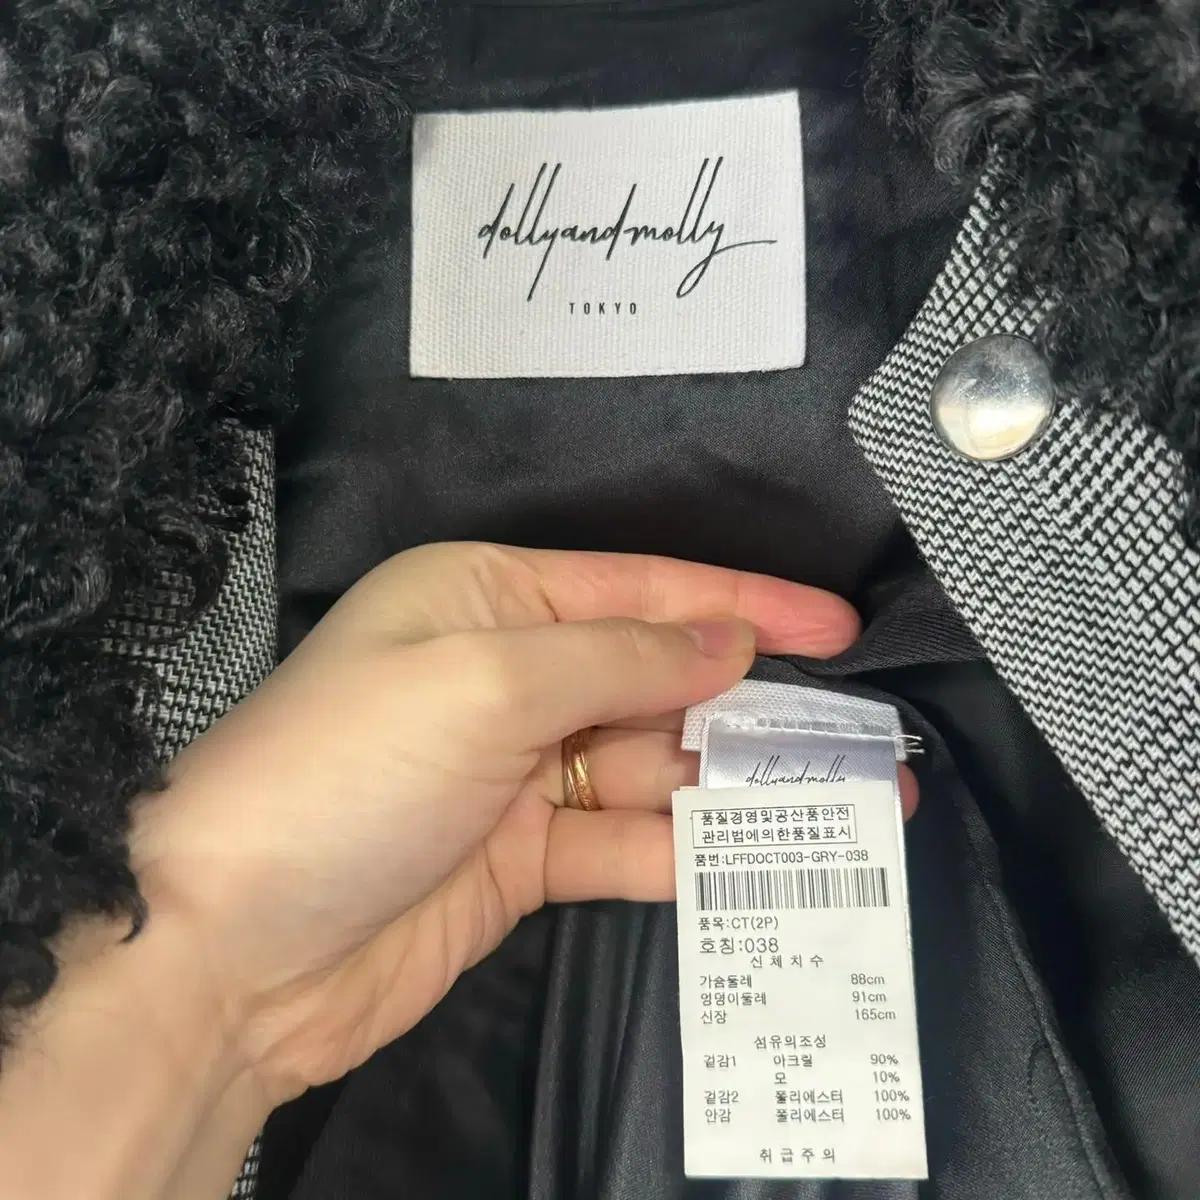 dollyandmolly
TOKYO
dollyandmolly
품질경영및공산품안전
관리법에의한품질표시
품번:LFFDOCT003-GRY-038
품목:CT(2P)
호칭:038
신체치수
가슴둘레 88cm
엉덩이둘레 91cm
신장 165cm
섬유의조성
겉감1 아크릴 90%
모 10%
겉감2 폴리에스터 100%
안감 폴리에스터 100%
취급주의